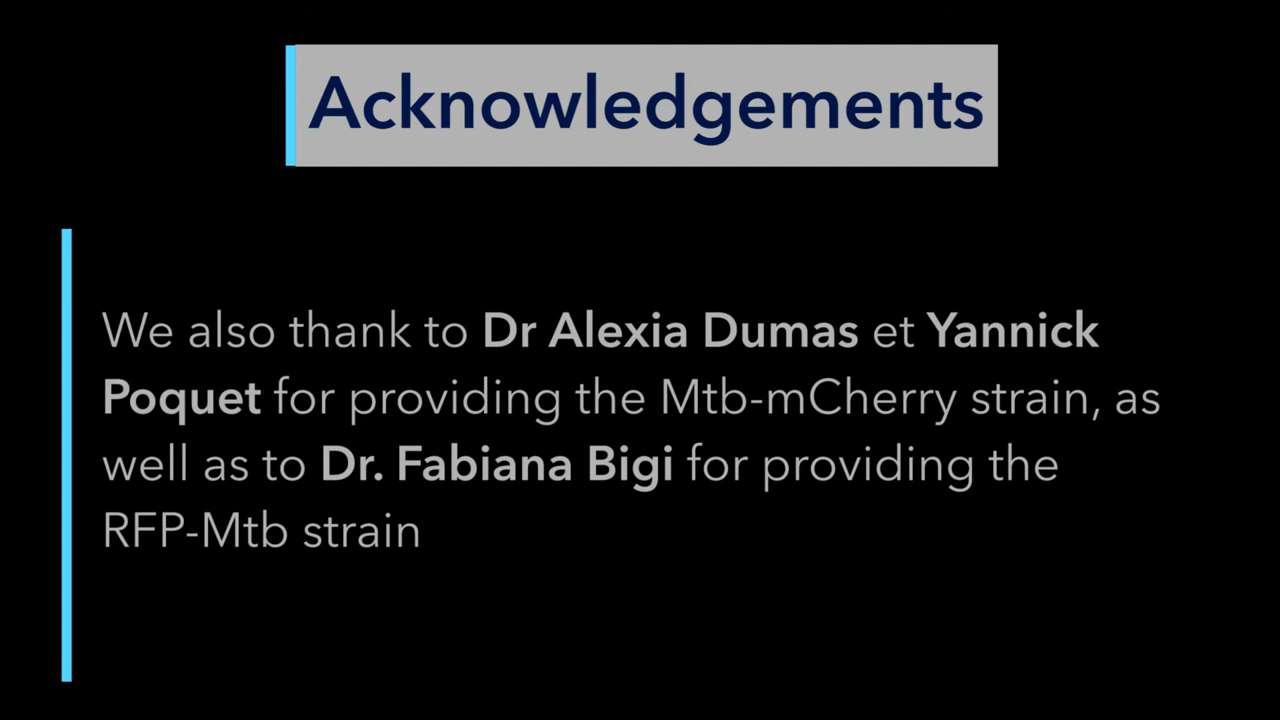 Acknowledgements
We also thank to Dr Alexia Dumas et Yannick
Poquet for providing the Mtb-mCherry strain, as
well as to Dr. Fabiana Bigi for providing the
RFP-Mtb strain